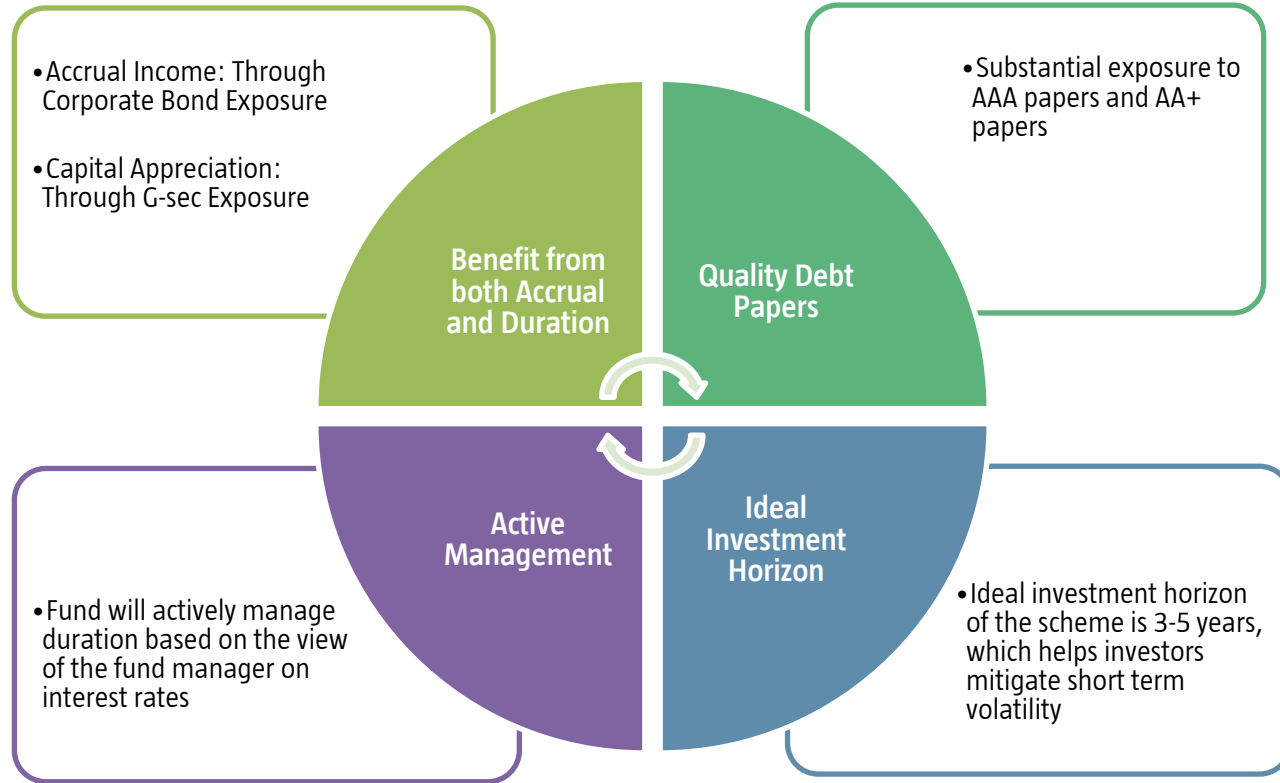 •Accrual Income: Through
Corporate Bond Exposure
•Capital Appreciation:
Through G-sec Exposure
•Substantial exposure to
AAA papers and AA+
papers
Benefit from
both Accrual
and Duration
Quality Debt
Papers
Active
Management
Ideal
Investment
Horizon
•Fund will actively manage
duration based on the view
of the fund manager on
interest rates
•Ideal investment horizon
of the scheme is 3-5 years,
which helps investors
mitigate short term
volatility